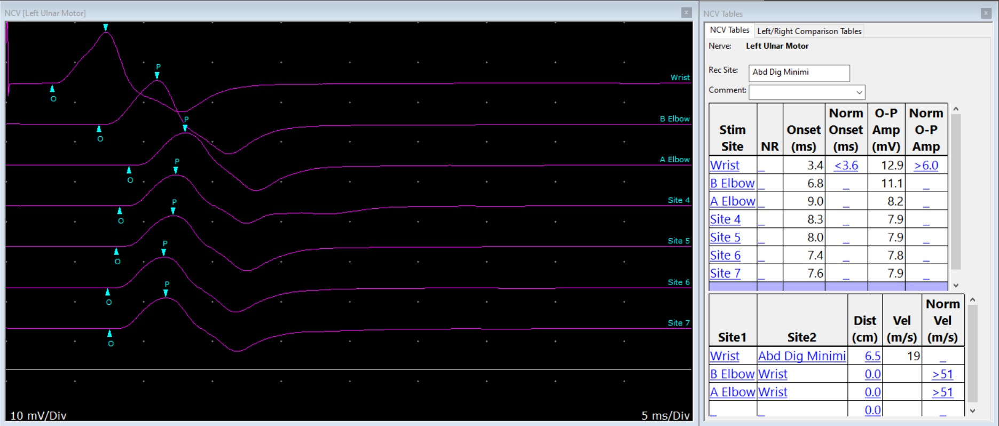 NCV [Left Ulnar Motor]
P
Wrist
O
P
B Elbow
O
P
A Elbow
O
P
Site 4
O
P
Site 5
O
P
Site 6
O
P
Site 7
O
10 mV/Div
5 ms/Div
NCV Tables
NCV Tables Left/Right Comparison Tables
Nerve: Left Ulnar Motor
Rec Site: Abd Dig Minimi
Comment:
Stim Site NR Onset (ms) Norm Onset (ms) O-P Amp (mV) Norm O-P Amp
Wrist _ 3.4 <3.6 12.9 >6.0
B Elbow _ 6.8 _ 11.1 _
A Elbow _ 9.0 _ 8.2 _
Site 4 _ 8.3 _ 7.9 _
Site 5 _ 8.0 _ 7.9 _
Site 6 _ 7.4 _ 7.8 _
Site 7 _ 7.6 _ 7.9 _
Site1 Site2 Dist (cm) Vel (m/s) Norm Vel (m/s)
Wrist Abd Dig Minimi 6.5 19 _
B Elbow Wrist 0.0 >51
A Elbow Wrist 0.0 >51
_ _ 0.0 _